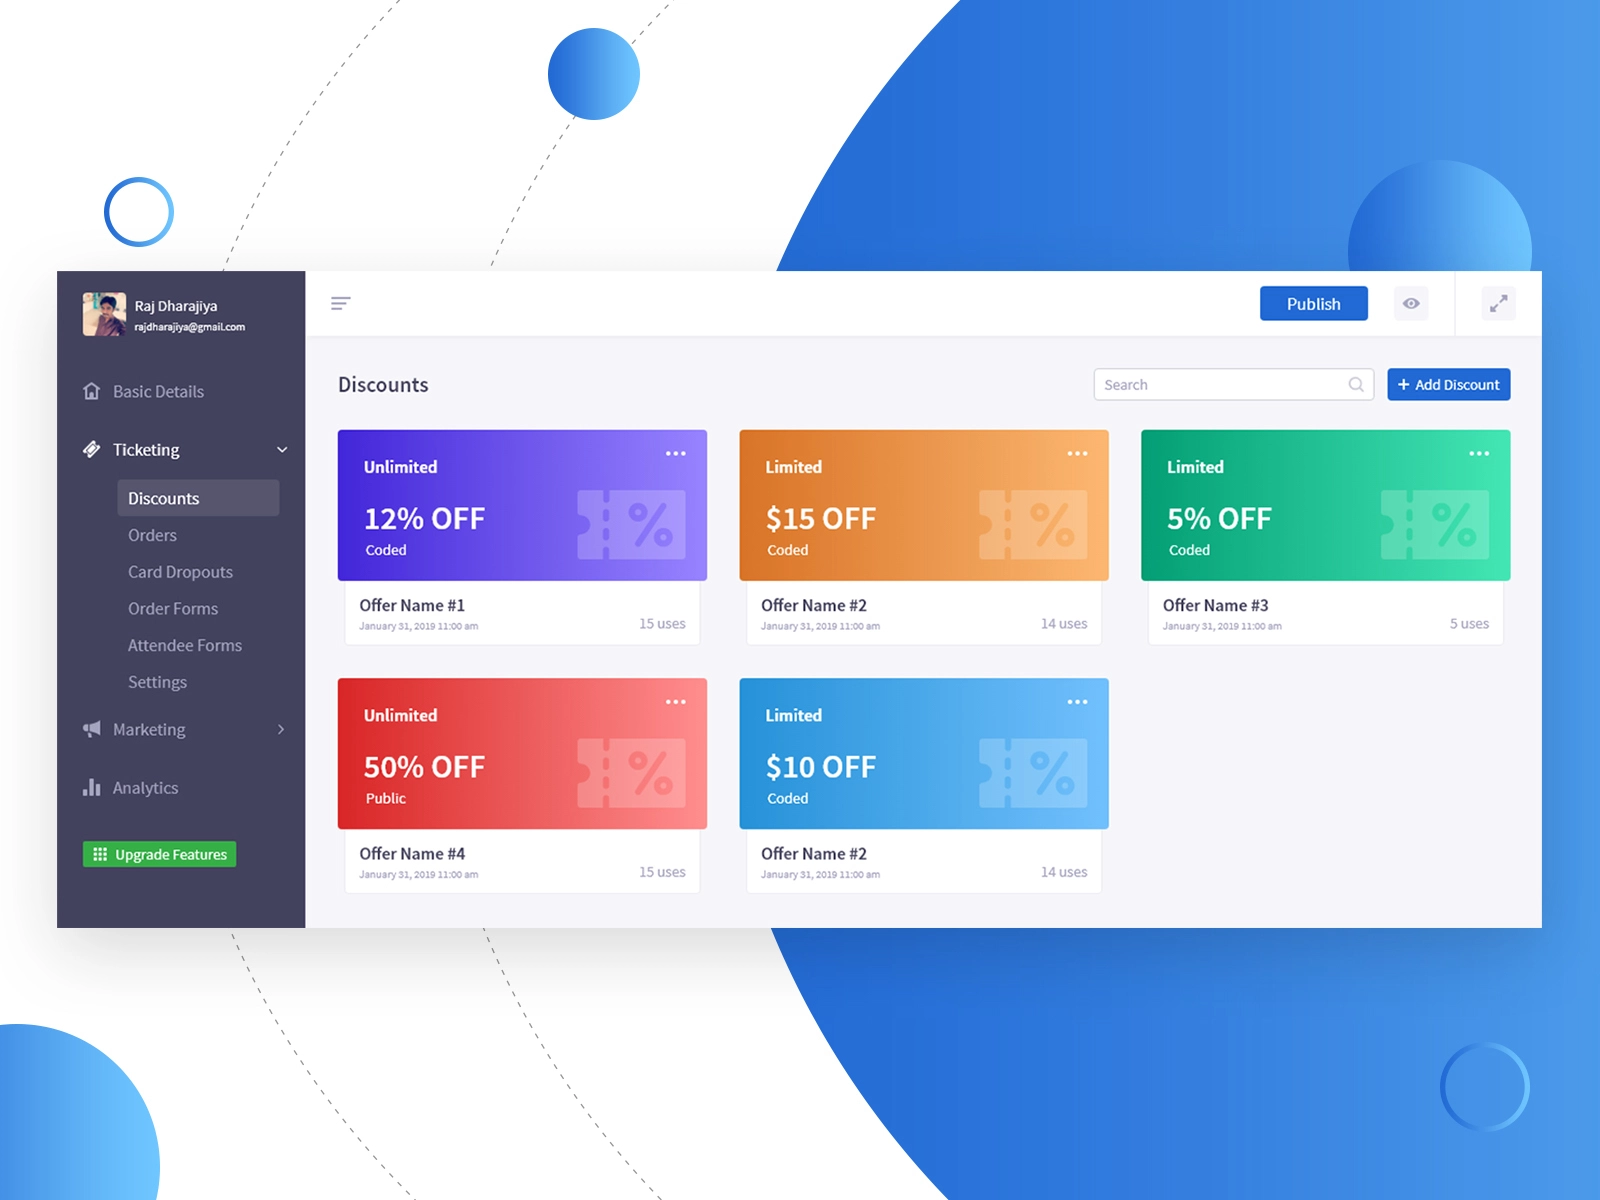 Raj Dharajiya
rajdharajiya@gmail.com
Basic Details
Ticketing
Discounts
Orders
Card Dropouts
Order Forms
Attendee Forms
Settings
Marketing
Analytics
Upgrade Features
Publish
Discounts
Search
+ Add Discount
Unlimited
12% OFF
Coded
%
Offer Name #1
January 31, 2019 11:00 am
15 uses
Limited
$15 OFF
Coded
%
Offer Name #2
January 31, 2019 11:00 am
14 uses
Limited
5% OFF
Coded
%
Offer Name #3
January 31, 2019 11:00 am
5 uses
Unlimited
50% OFF
Public
%
Offer Name #4
January 31, 2019 11:00 am
15 uses
Limited
$10 OFF
Coded
%
Offer Name #2
January 31, 2019 11:00 am
14 uses